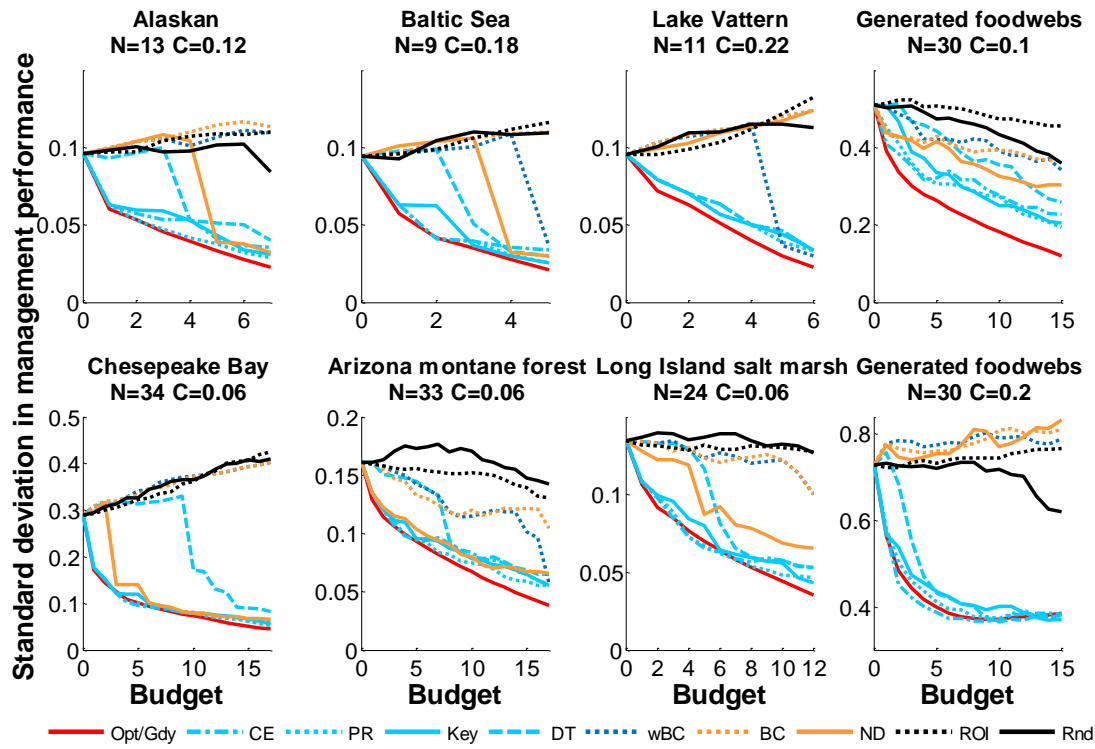 Alaskan
N=13 C=0.12
Baltic Sea
N=9 C=0.18
Lake Vattern
N=11 C=0.22
Generated foodwebs
N=30 C=0.1
Standard deviation in management performance
0.1
0.05
0
0 2 4 6
0.1
0.05
0
0 2 4
0.1
0.05
0
0 2 4 6
0.4
0.2
0
0 5 10 15
Chesepeake Bay
N=34 C=0.06
Arizona montane forest
N=33 C=0.06
Long Island salt marsh
N=24 C=0.06
Generated foodwebs
N=30 C=0.2
0.5
0.4
0.3
0.2
0.1
0
0 5 10 15
Budget
0.2
0.15
0.1
0.05
0
0 5 10 15
Budget
0.1
0.05
0 2 4 6 8 10 12
Budget
0.8
0.6
0.4
0 5 10 15
Budget
Opt/Gdy CE PR Key DT wBC BC ND ROI Rnd